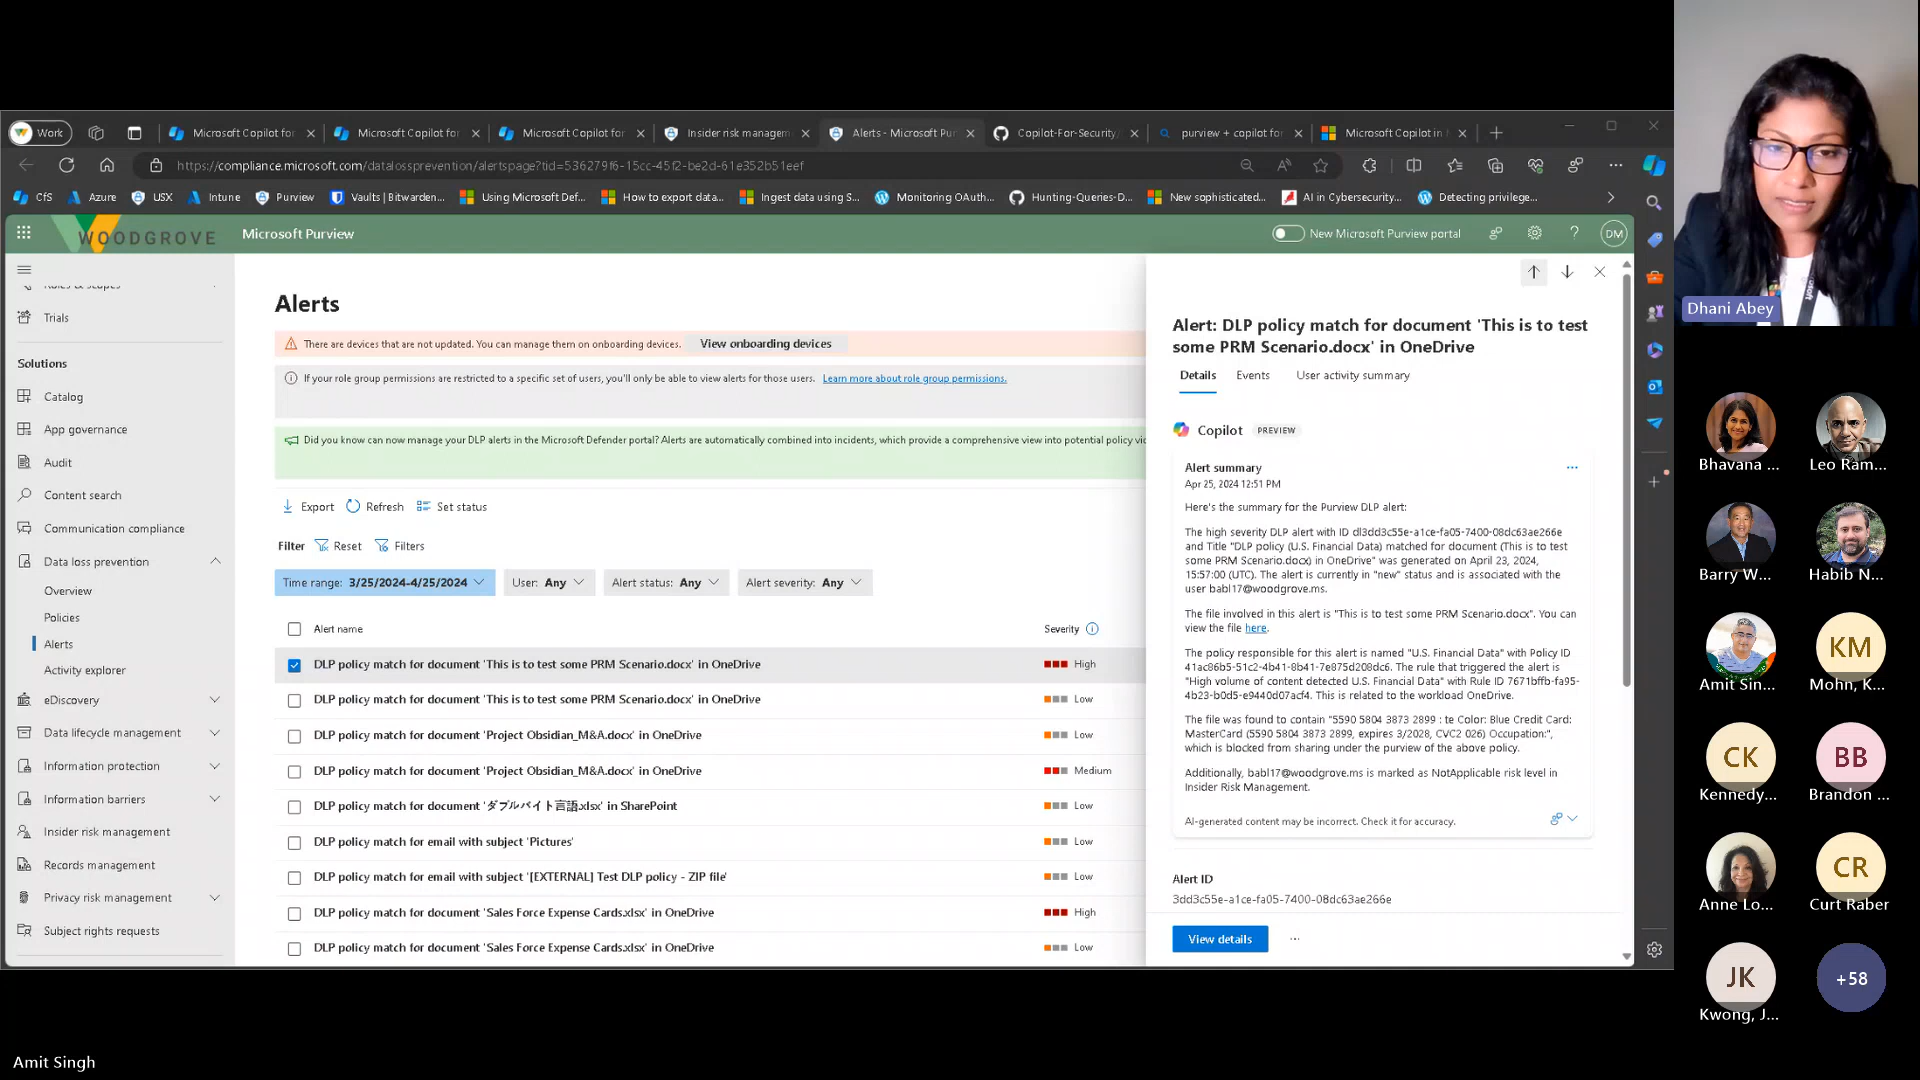 Work
Microsoft Copilot for
Microsoft Copilot for
Microsoft Copilot for
Insider risk managem
Alerts - Microsoft Pur
Copilot-For-Security
purview + copilot for
Microsoft Copilot in
https://compliance.microsoft.com/datalossprevention/alertspage?tid=536279f6-15cc-45f2-be2d-61e352b51eef
CfS
Azure
USX
Intune
Purview
Vaults | Bitwarden...
Using Microsoft Def...
How to export data...
Ingest data using S...
Monitoring OAuth...
Hunting-Queries-D...
New sophisticated...
AI in Cybersecurity...
Detecting privilege...
WOODGROVE
Microsoft Purview
New Microsoft Purview portal
DM
Trials
Solutions
Catalog
App governance
Audit
Content search
Communication compliance
Data loss prevention
Overview
Policies
Alerts
Activity explorer
eDiscovery
Data lifecycle management
Information protection
Information barriers
Insider risk management
Records management
Privacy risk management
Subject rights requests
Alerts
There are devices that are not updated. You can manage them on onboarding devices. View onboarding devices
If your role group permissions are restricted to a specific set of users, you'll only be able to view alerts for those users. Learn more about role group permissions.
Did you know can now manage your DLP alerts in the Microsoft Defender portal? Alerts are automatically combined into incidents, which provide a comprehensive view into potential policy vic
Export Refresh Set status
Filter Reset Filters
Time range: 3/25/2024-4/25/2024 User: Any Alert status: Any Alert severity: Any
Alert name Severity
DLP policy match for document 'This is to test some PRM Scenario.docx' in OneDrive High
DLP policy match for document 'This is to test some PRM Scenario.docx' in OneDrive Low
DLP policy match for document 'Project Obsidian_M&A.docx' in OneDrive Low
DLP policy match for document 'Project Obsidian_M&A.docx' in OneDrive Medium
DLP policy match for document 'ダブルバイト言語.xlsx' in SharePoint Low
DLP policy match for email with subject 'Pictures' Low
DLP policy match for email with subject '[EXTERNAL] Test DLP policy - ZIP file' Low
DLP policy match for document 'Sales Force Expense Cards.xlsx' in OneDrive High
DLP policy match for document 'Sales Force Expense Cards.xlsx' in OneDrive Low
Alert: DLP policy match for document 'This is to test
some PRM Scenario.docx' in OneDrive
Details Events User activity summary
Copilot PREVIEW
Alert summary
Apr 25, 2024 12:51 PM
Here's the summary for the Purview DLP alert:
The high severity DLP alert with ID dl3dd3c55e-a1ce-fa05-7400-08dc63ae266e
and Title "DLP policy (U.S. Financial Data) matched for document (This is to test
some PRM Scenario.docx) in OneDrive" was generated on April 23, 2024,
15:57:00 (UTC). The alert is currently in "new" status and is associated with the
user babl17@woodgrove.ms.
The file involved in this alert is "This is to test some PRM Scenario.docx". You can
view the file here.
The policy responsible for this alert is named "U.S. Financial Data" with Policy ID
41ac86b5-51c2-4b41-8b41-7e875d208dc6. The rule that triggered the alert is
"High volume of content detected U.S. Financial Data" with Rule ID 7671bffb-fa95-
4b23-b0d5-e9440d07acf4. This is related to the workload OneDrive.
The file was found to contain "5590 5804 3873 2899 : te Color: Blue Credit Card:
MasterCard (5590 5804 3873 2899, expires 3/2028, CVC2 026) Occupation:",
which is blocked from sharing under the purview of the above policy.
Additionally, babl17@woodgrove.ms is marked as NotApplicable risk level in
Insider Risk Management.
AI-generated content may be incorrect. Check it for accuracy.
Alert ID
3dd3c55e-a1ce-fa05-7400-08dc63ae266e
View details
Dhani Abey
Bhavana ...
Leo Ram...
Barry W...
Habib N...
Amit Sin...
KM
Mohn, K...
CK
Kennedy,...
BB
Brandon ...
Anne Lo...
CR
Curt Raber
JK
Kwong, J...
+58
Amit Singh